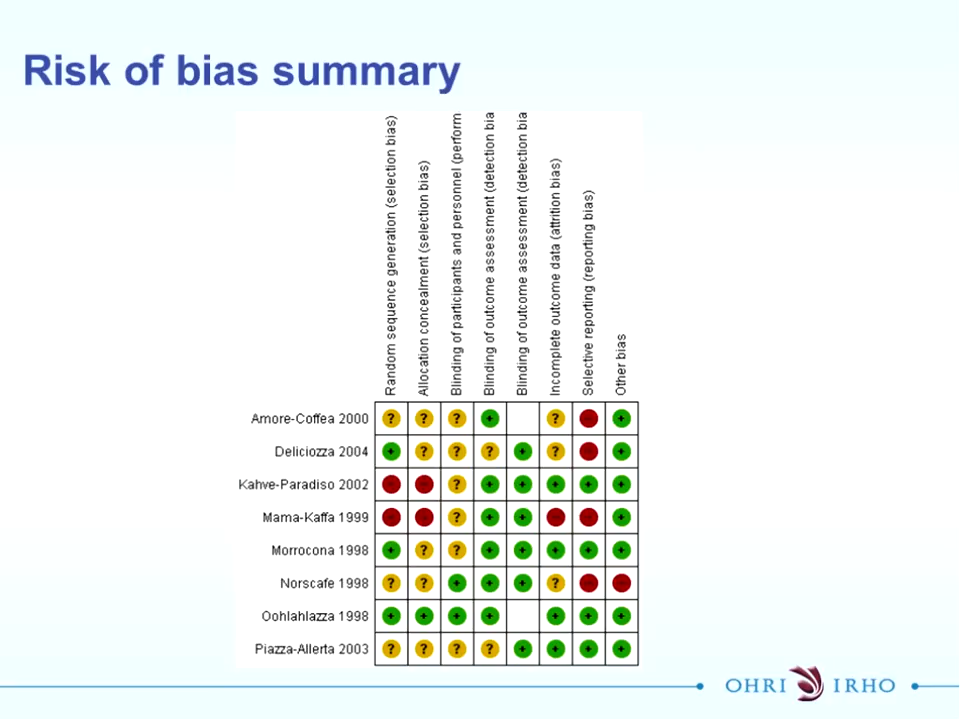 Risk of bias summary
Random sequence generation (selection bias)
Allocation concealment (selection bias)
Blinding of participants and personnel (perform
Blinding of outcome assessment (detection bia
Blinding of outcome assessment (detection bia
Incomplete outcome data (attrition bias)
Selective reporting (reporting bias)
Other bias
Amore-Coffea 2000 ? ? ? + ? - +
Deliciozza 2004 + ? ? ? + ? - +
Kahve-Paradiso 2002 - - ? + + + + +
Mama-Kaffa 1999 - - ? + + - - +
Morrocona 1998 + ? ? + + + + +
Norscafe 1998 ? ? + + + ? - -
Oohlahlazza 1998 + + + + + + +
Piazza-Allerta 2003 ? ? ? ? + + + +
OHRI IRHO